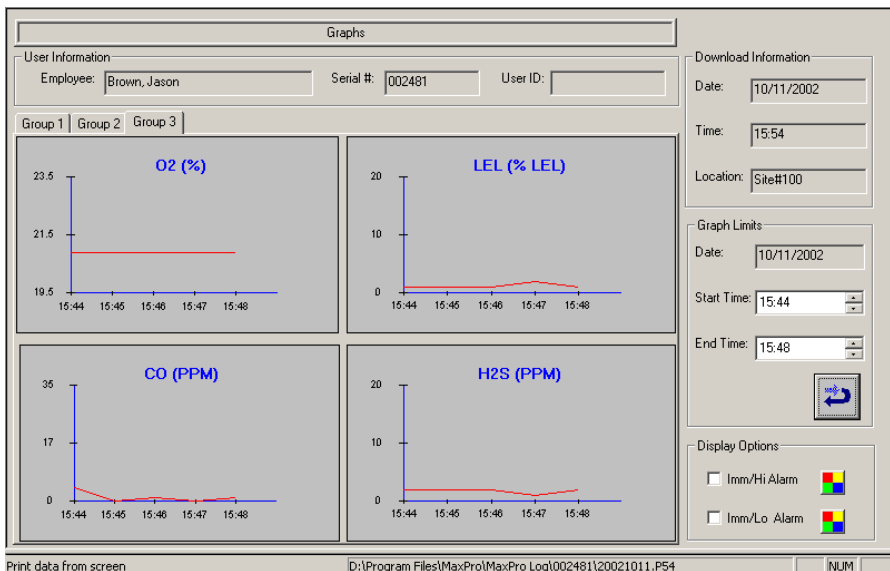 Graphs
User Information
Employee: Brown, Jason Serial #: 002481 User ID:
Group 1 Group 2 Group 3
O2 (%)
23.5
21.5
19.5
15:44 15:45 15:46 15:47 15:48
LEL (% LEL)
20
10
0
15:44 15:45 15:46 15:47 15:48
CO (PPM)
35
17
0
15:44 15:45 15:46 15:47 15:48
H2S (PPM)
20
10
0
15:44 15:45 15:46 15:47 15:48
Download Information
Date: 10/11/2002
Time: 15:54
Location: Site#100
Graph Limits
Date: 10/11/2002
Start Time: 15:44
End Time: 15:48
Display Options
Imm/Hi Alarm
Imm/Lo Alarm
Print data from screen D:\Program Files\MaxPro\MaxPro Log\002481\20021011.P54 NUM